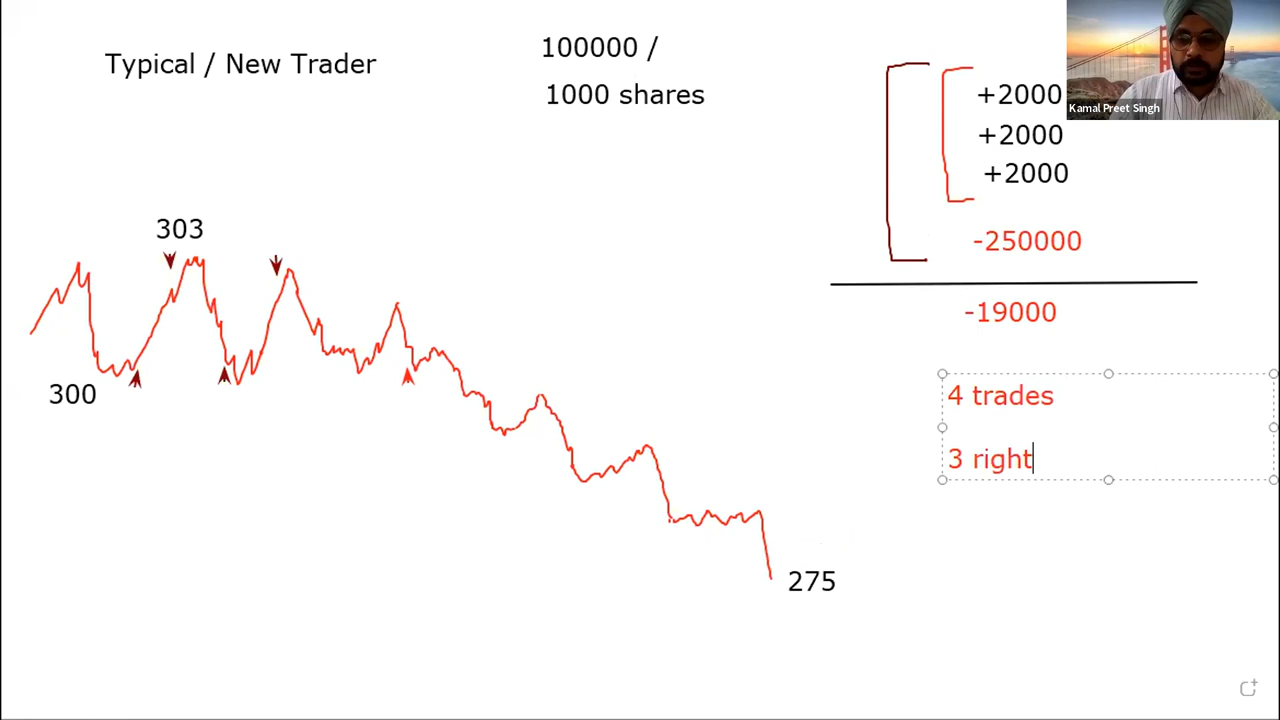 Typical / New Trader
100000 /
1000 shares
+2000
+2000
+2000
-250000
-19000
4 trades
3 right
303
300
275
Kamal Preet Singh